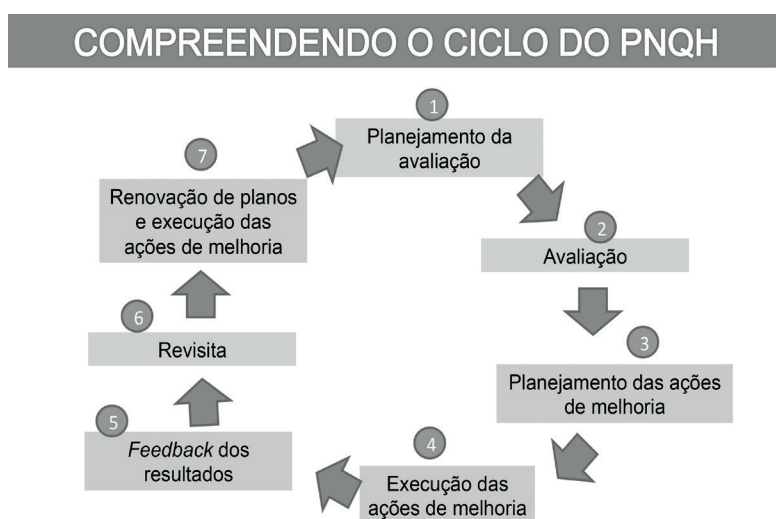 COMPREENDENDO O CICLO DO PNQH
1
Planejamento da
avaliação
2
Avaliação
3
Planejamento das ações
de melhoria
4
Execução das
ações de melhoria
5
Feedback dos
resultados
6
Revisita
7
Renovação de planos
e execução das
ações de melhoria